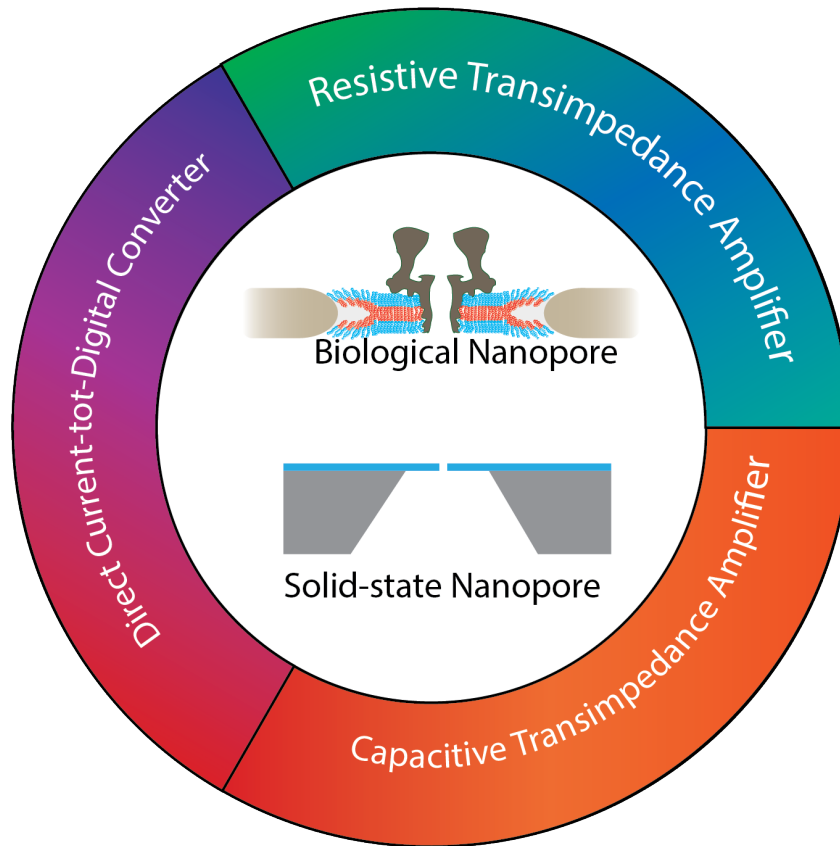 Resistive Transimpedance Amplifier
Direct Current-tot-Digital Converter
Biological Nanopore
Solid-state Nanopore
Capacitive Transimpedance Amplifier